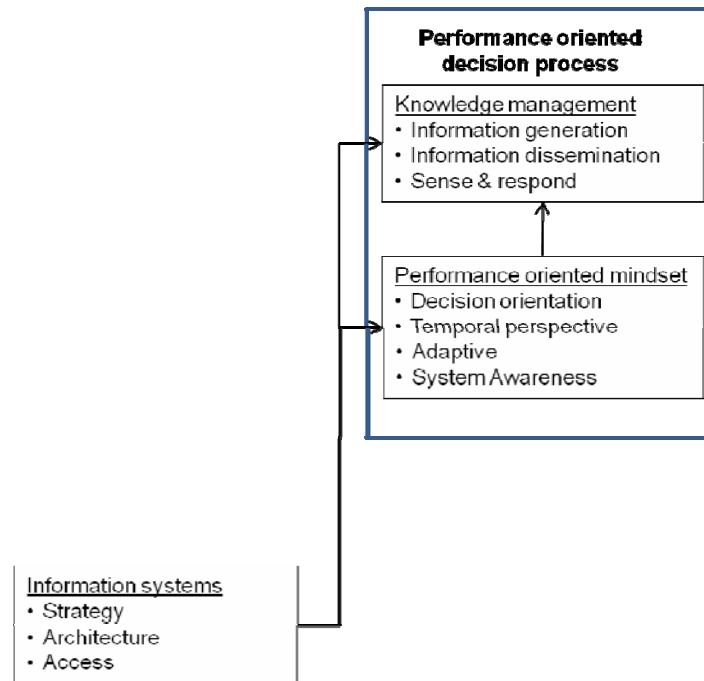 Performance oriented
decision process
Knowledge management
• Information generation
• Information dissemination
• Sense & respond
Performance oriented mindset
• Decision orientation
• Temporal perspective
• Adaptive
• System Awareness
Information systems
• Strategy
• Architecture
• Access